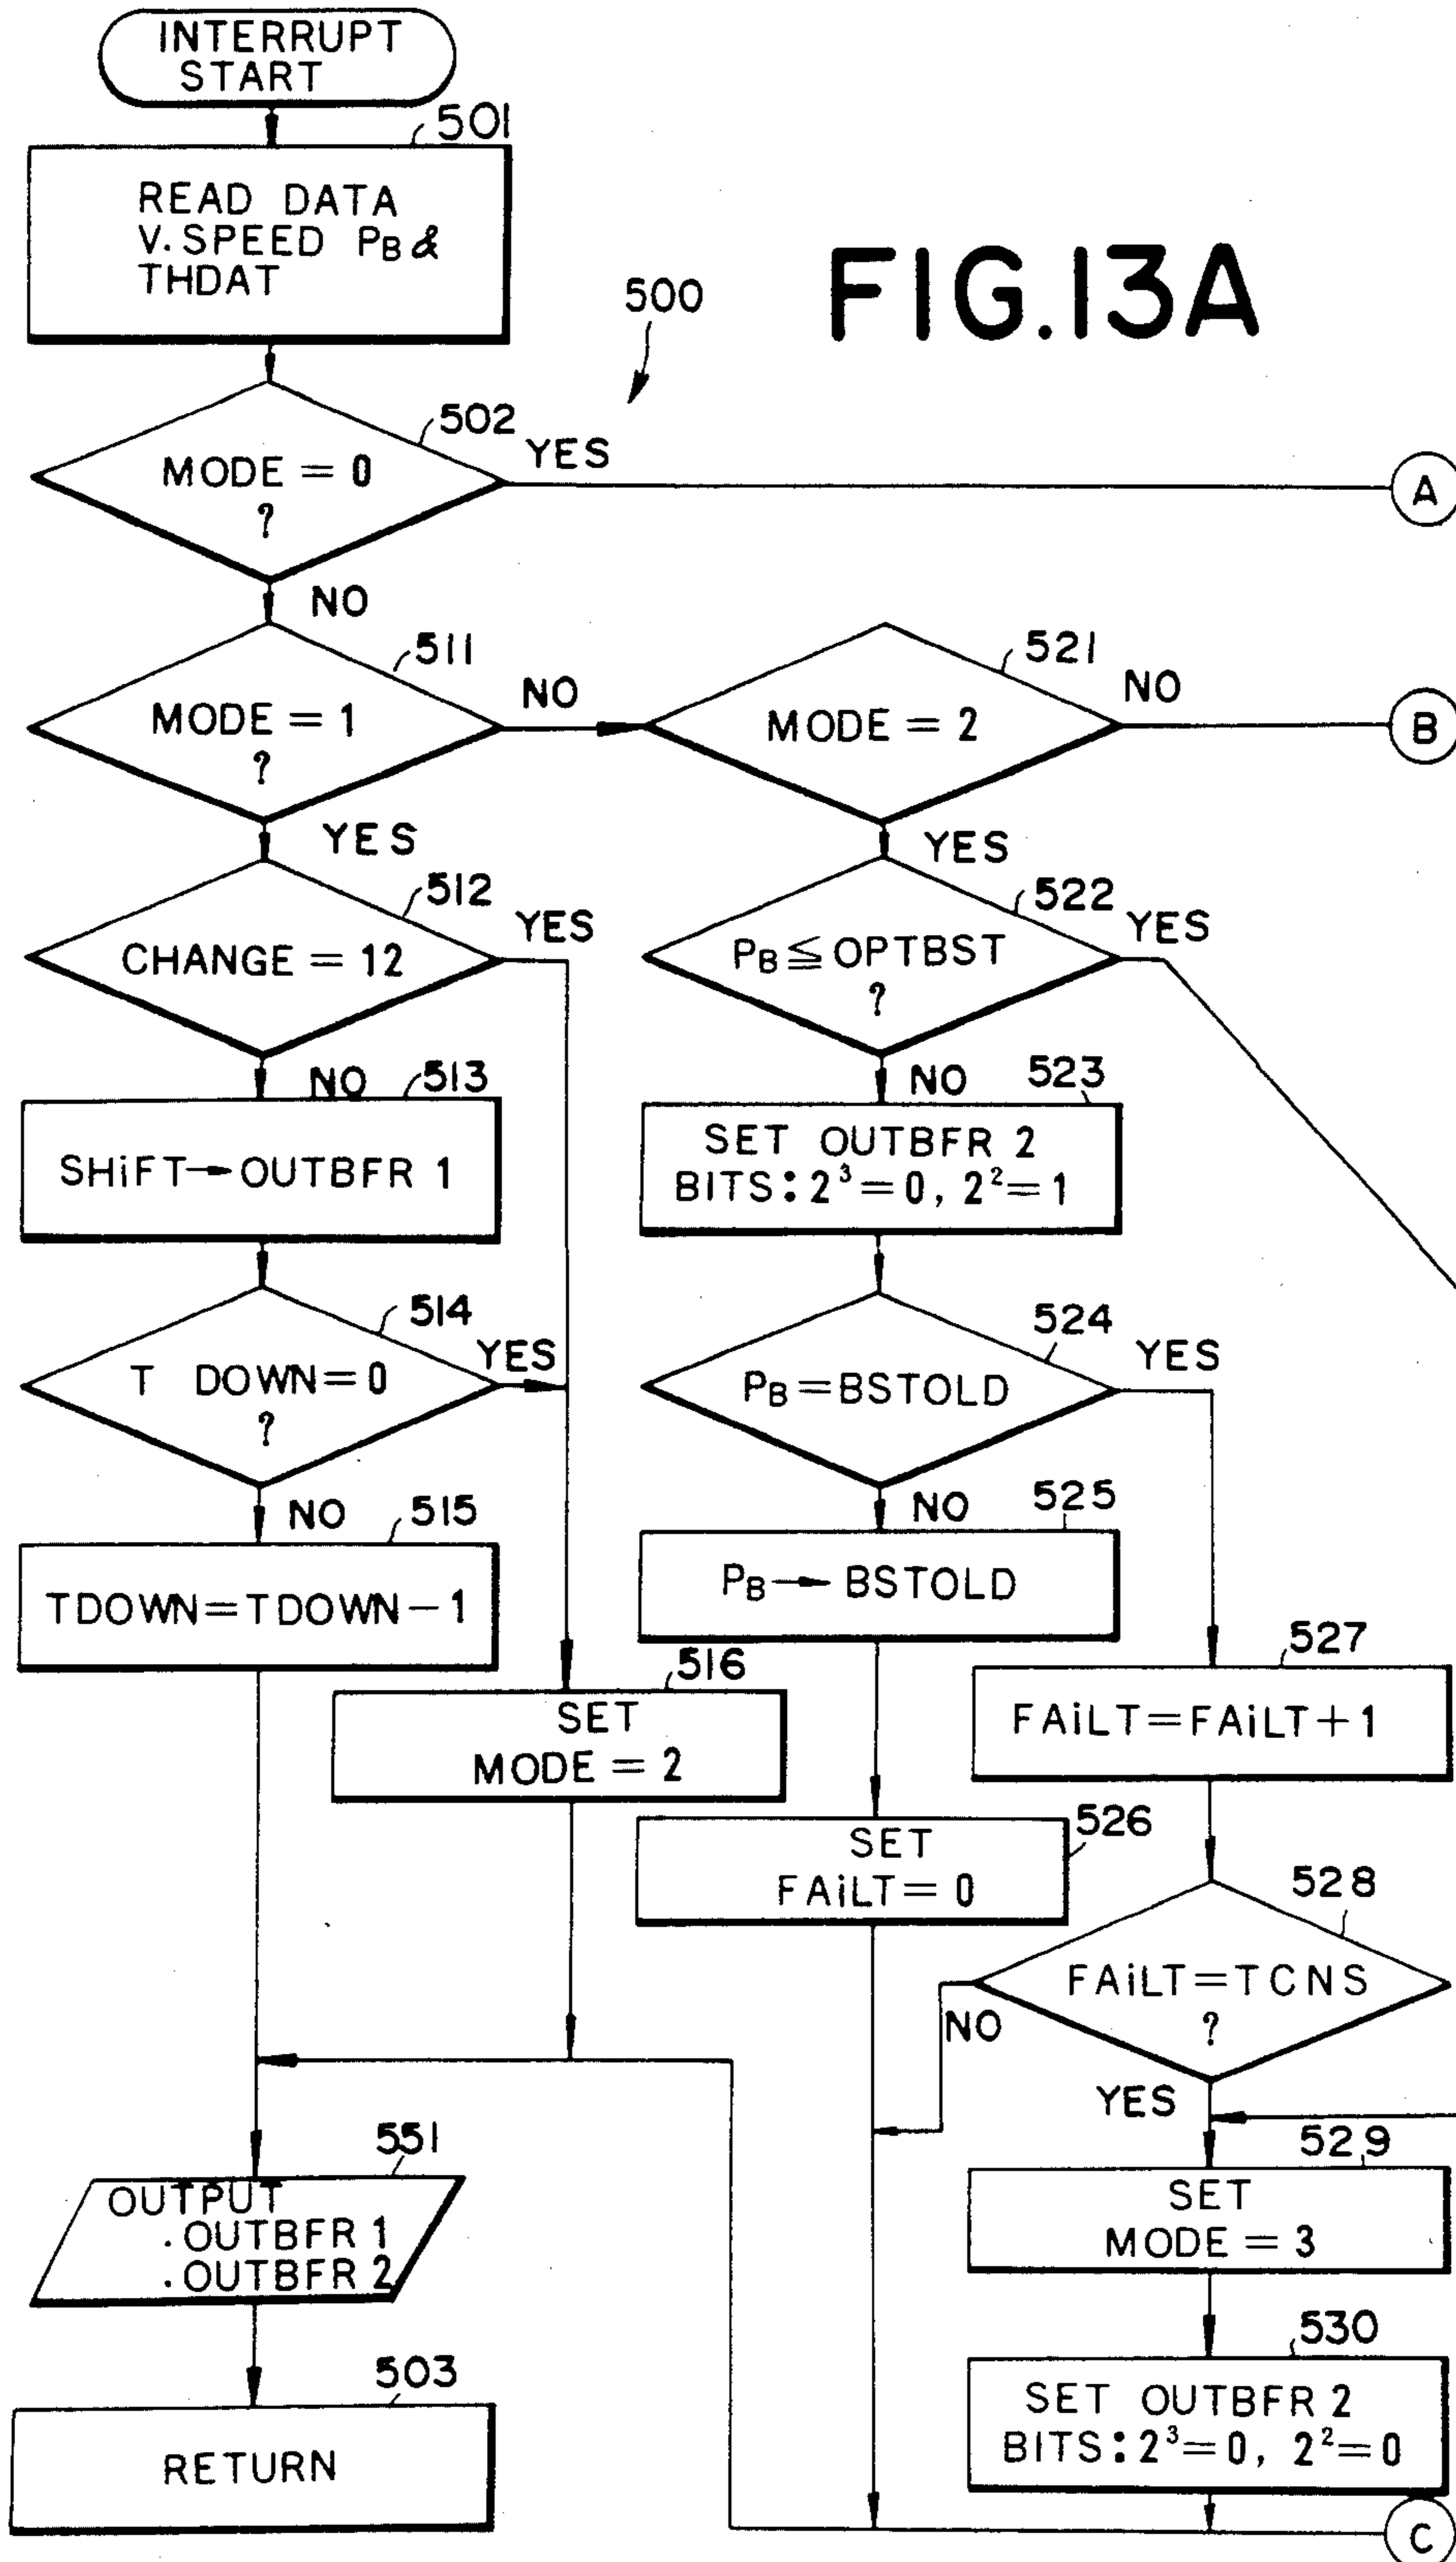 INTERRUPT
START
501
READ DATA
V.SPEED PB &
THDAT
500
FIG.13A
502
MODE = 0
?
YES
A
NO
511
MODE = 1
?
NO
521
MODE = 2
NO
B
YES
YES
512
CHANGE = 12
YES
522
PB ≦ OPTBST
?
YES
NO
513
SHiFT → OUTBFR 1
NO
523
SET OUTBFR 2
BITS: 2³=0, 2²=1
514
T DOWN=0
?
YES
524
PB=BSTOLD
YES
NO
515
TDOWN=TDOWN-1
NO
525
PB → BSTOLD
516
SET
MODE = 2
527
FAiLT=FAiLT+1
526
SET
FAiLT=0
528
FAiLT=TCNS
?
NO
YES
551
OUTPUT
.OUTBFR 1
.OUTBFR 2
529
SET
MODE = 3
503
RETURN
530
SET OUTBFR 2
BITS: 2³=0, 2²=0
C